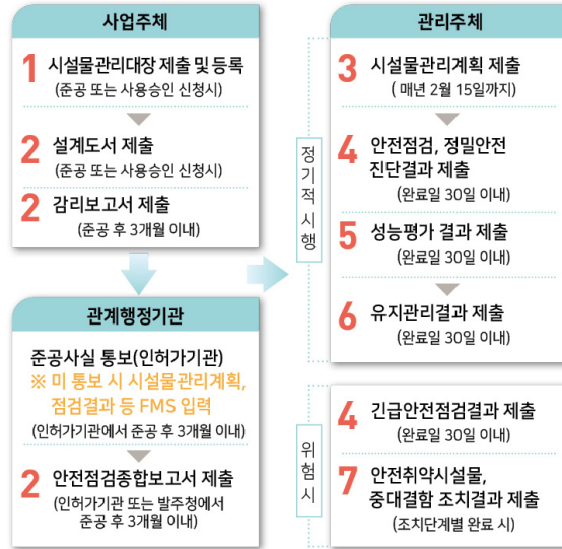 사업주체
1 시설물관리대장 제출 및 등록
(준공 또는 사용승인 신청시)
2 설계도서 제출
(준공 또는 사용승인 신청시)
2 감리보고서 제출
(준공 후 3개월 이내)
관계행정기관
준공사실 통보(인허가기관)
※ 미 통보 시 시설물관리계획,
점검결과 등 FMS 입력
(인허가기관에서 준공 후 3개월 이내)
2 안전점검종합보고서 제출
(인허가기관 또는 발주청에서
준공 후 3개월 이내)
정기적시행
관리주체
3 시설물관리계획 제출
( 매년 2월 15일까지)
4 안전점검, 정밀안전
진단결과 제출
(완료일 30일 이내)
5 성능평가 결과 제출
(완료일 30일 이내)
6 유지관리결과 제출
(완료일 30일 이내)
위험시
4 긴급안전점검결과 제출
(완료일 30일 이내)
7 안전취약시설물,
중대결함 조치결과 제출
(조치단계별 완료 시)